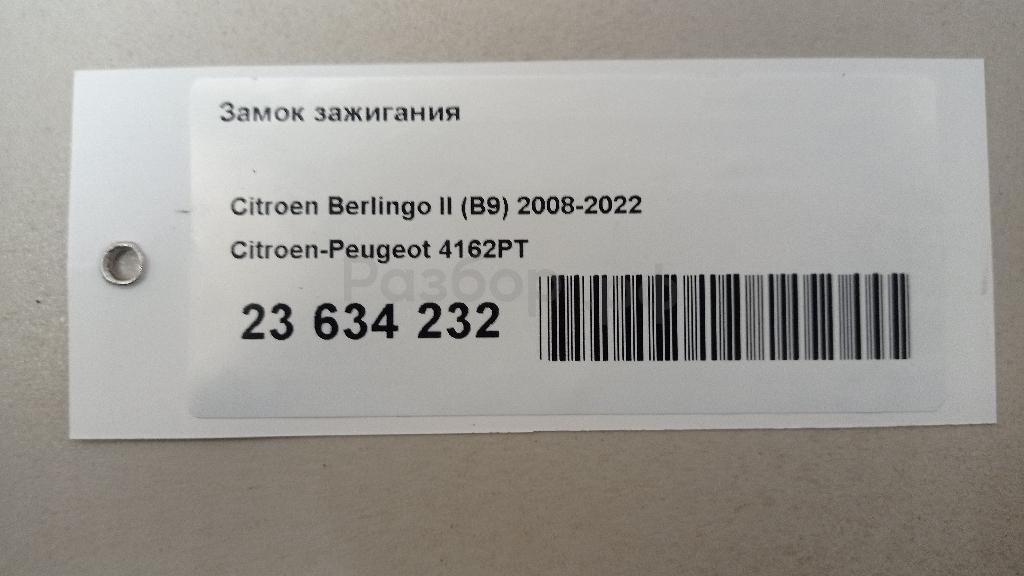 Замок зажигания
Citroen Berlingo II (B9) 2008-2022
Citroen-Peugeot 4162PT
23 634 232